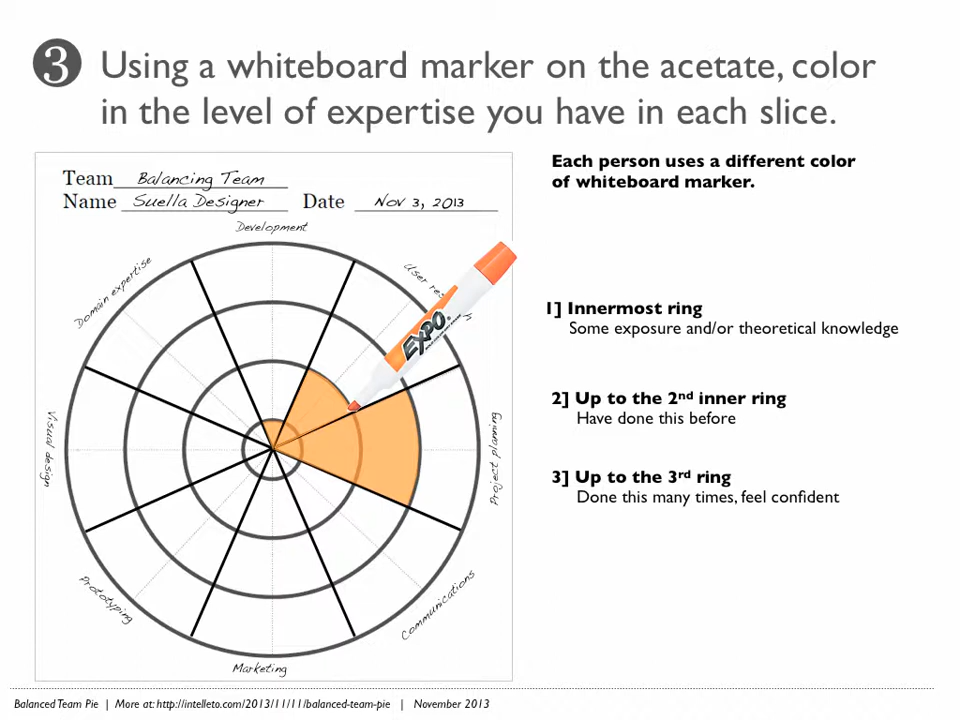 3 Using a whiteboard marker on the acetate, color
in the level of expertise you have in each slice.
Team Balancing Team
Name Suella Designer Date Nov 3, 2013
Development
Domain expertise
User res
EXPO
Visual design
Project planning
Prototyping
Communications
Marketing
Each person uses a different color
of whiteboard marker.
1] Innermost ring
Some exposure and/or theoretical knowledge
2] Up to the 2nd inner ring
Have done this before
3] Up to the 3rd ring
Done this many times, feel confident
Balanced Team Pie | More at: http://intelleto.com/2013/11/11/balanced-team-pie | November 2013